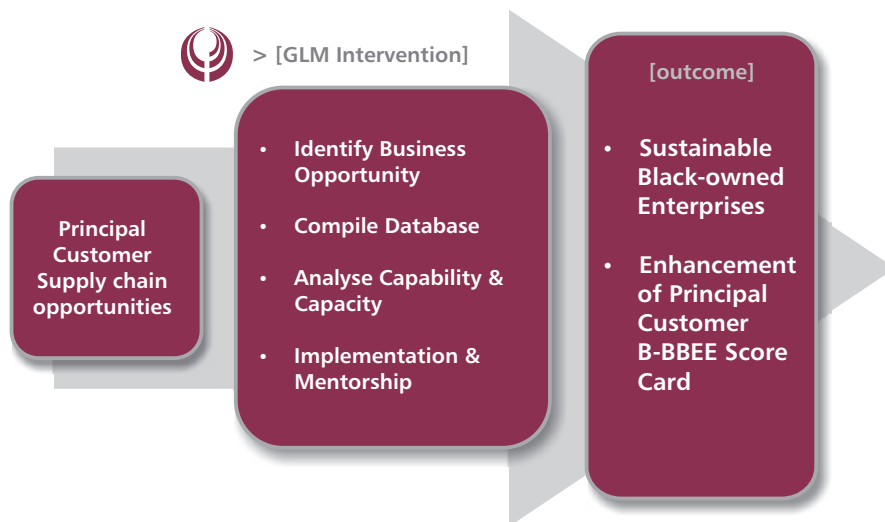 > [GLM Intervention]
Principal
Customer
Supply chain
opportunities
• Identify Business
Opportunity
• Compile Database
• Analyse Capability &
Capacity
• Implementation &
Mentorship
[outcome]
• Sustainable
Black-owned
Enterprises
• Enhancement
of Principal
Customer
B-BBEE Score
Card